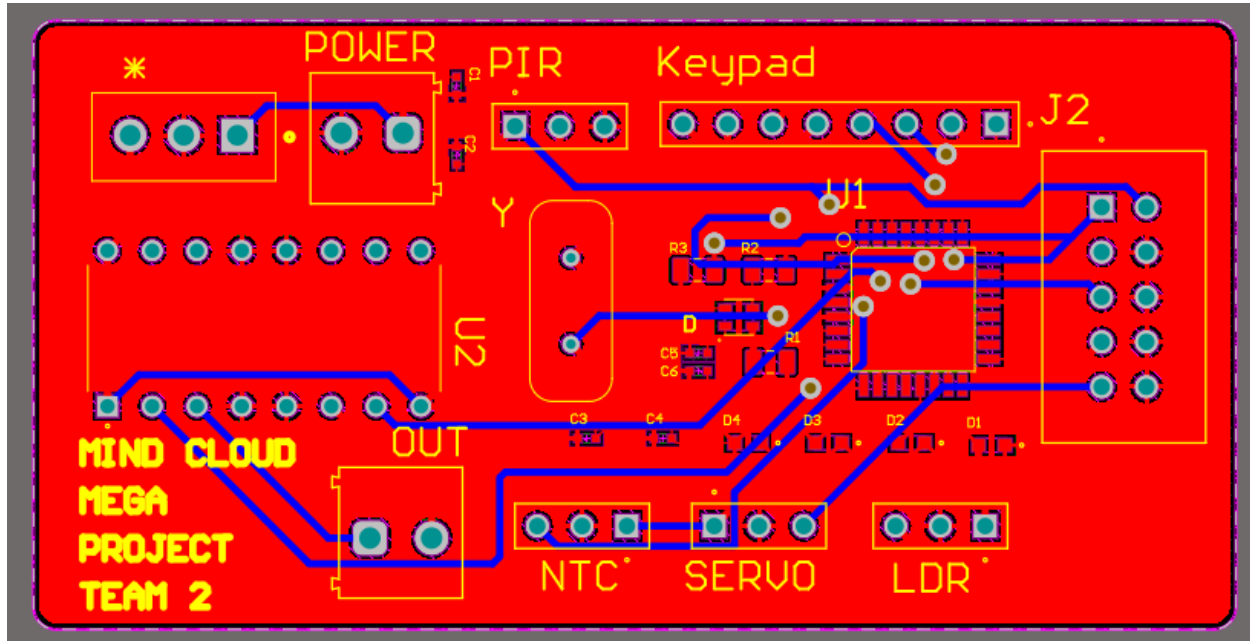 POWER
PIR
Keypad
*
C1
C2
J2
Y
U1
R3
R2
D
R1
U2
C5
C6
C3
C4
D4
D3
D2
D1
OUT
MIND CLOUD
MEGA
PROJECT
TEAM 2
NTC
SERVO
LDR